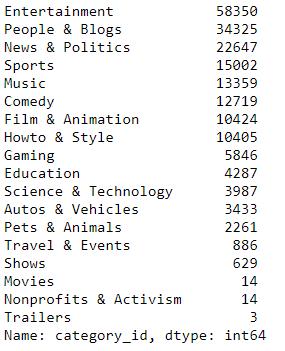 Entertainment 58350
People & Blogs 34325
News & Politics 22647
Sports 15002
Music 13359
Comedy 12719
Film & Animation 10424
Howto & Style 10405
Gaming 5846
Education 4287
Science & Technology 3987
Autos & Vehicles 3433
Pets & Animals 2261
Travel & Events 886
Shows 629
Movies 14
Nonprofits & Activism 14
Trailers 3
Name: category_id, dtype: int64